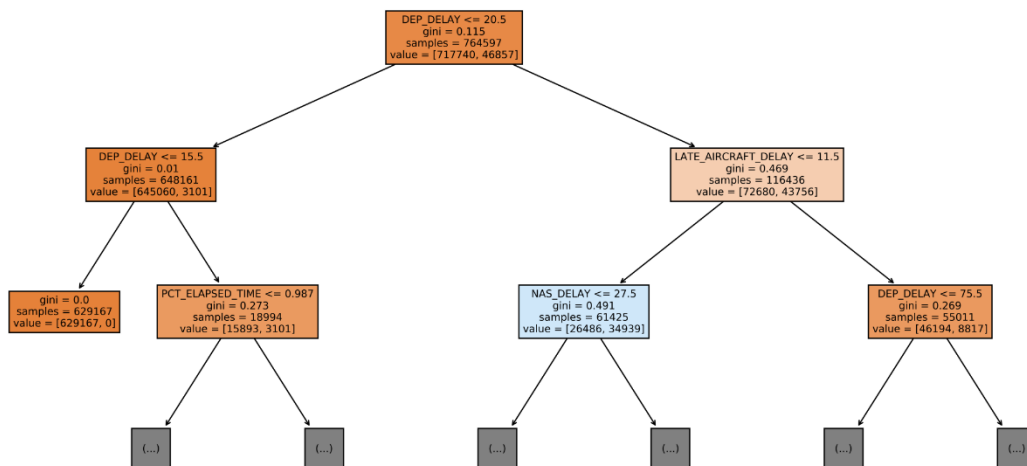 DEP_DELAY <= 20.5
gini = 0.115
samples = 764597
value = [717740, 46857]
DEP_DELAY <= 15.5
gini = 0.01
samples = 648161
value = [645060, 3101]
LATE_AIRCRAFT_DELAY <= 11.5
gini = 0.469
samples = 116436
value = [72680, 43756]
gini = 0.0
samples = 629167
value = [629167, 0]
PCT_ELAPSED_TIME <= 0.987
gini = 0.273
samples = 18994
value = [15893, 3101]
NAS_DELAY <= 27.5
gini = 0.491
samples = 61425
value = [26486, 34939]
DEP_DELAY <= 75.5
gini = 0.269
samples = 55011
value = [46194, 8817]
(...)
(...)
(...)
(...)
(...)
(...)